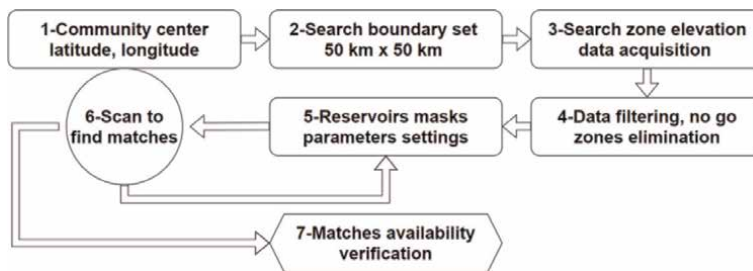 1-Community center
latitude, longitude
2-Search boundary set
50 km x 50 km
3-Search zone elevation
data acquisition
4-Data filtering, no go
zones elimination
5-Reservoirs masks
parameters settings
6-Scan to
find matches
7-Matches availability
verification